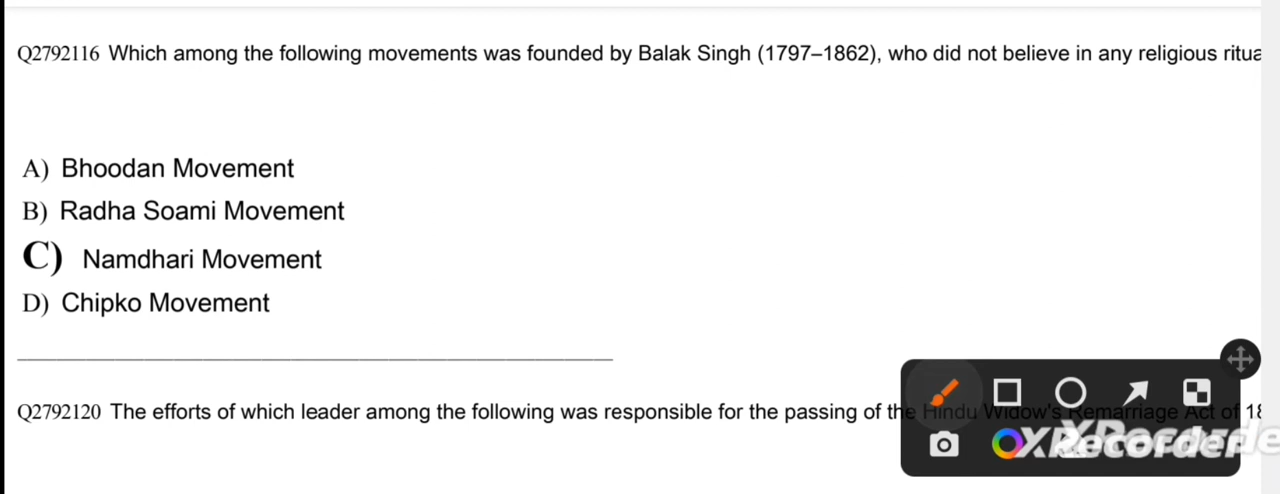 Q2792116 Which among the following movements was founded by Balak Singh (1797–1862), who did not believe in any religious
A) Bhoodan Movement
B) Radha Soami Movement
C) Namdhari Movement
D) Chipko Movement
Q2792120 The efforts of which leader among the following was responsible for the passing of the Hindu Widow's Remarriage Act of
XRecorder